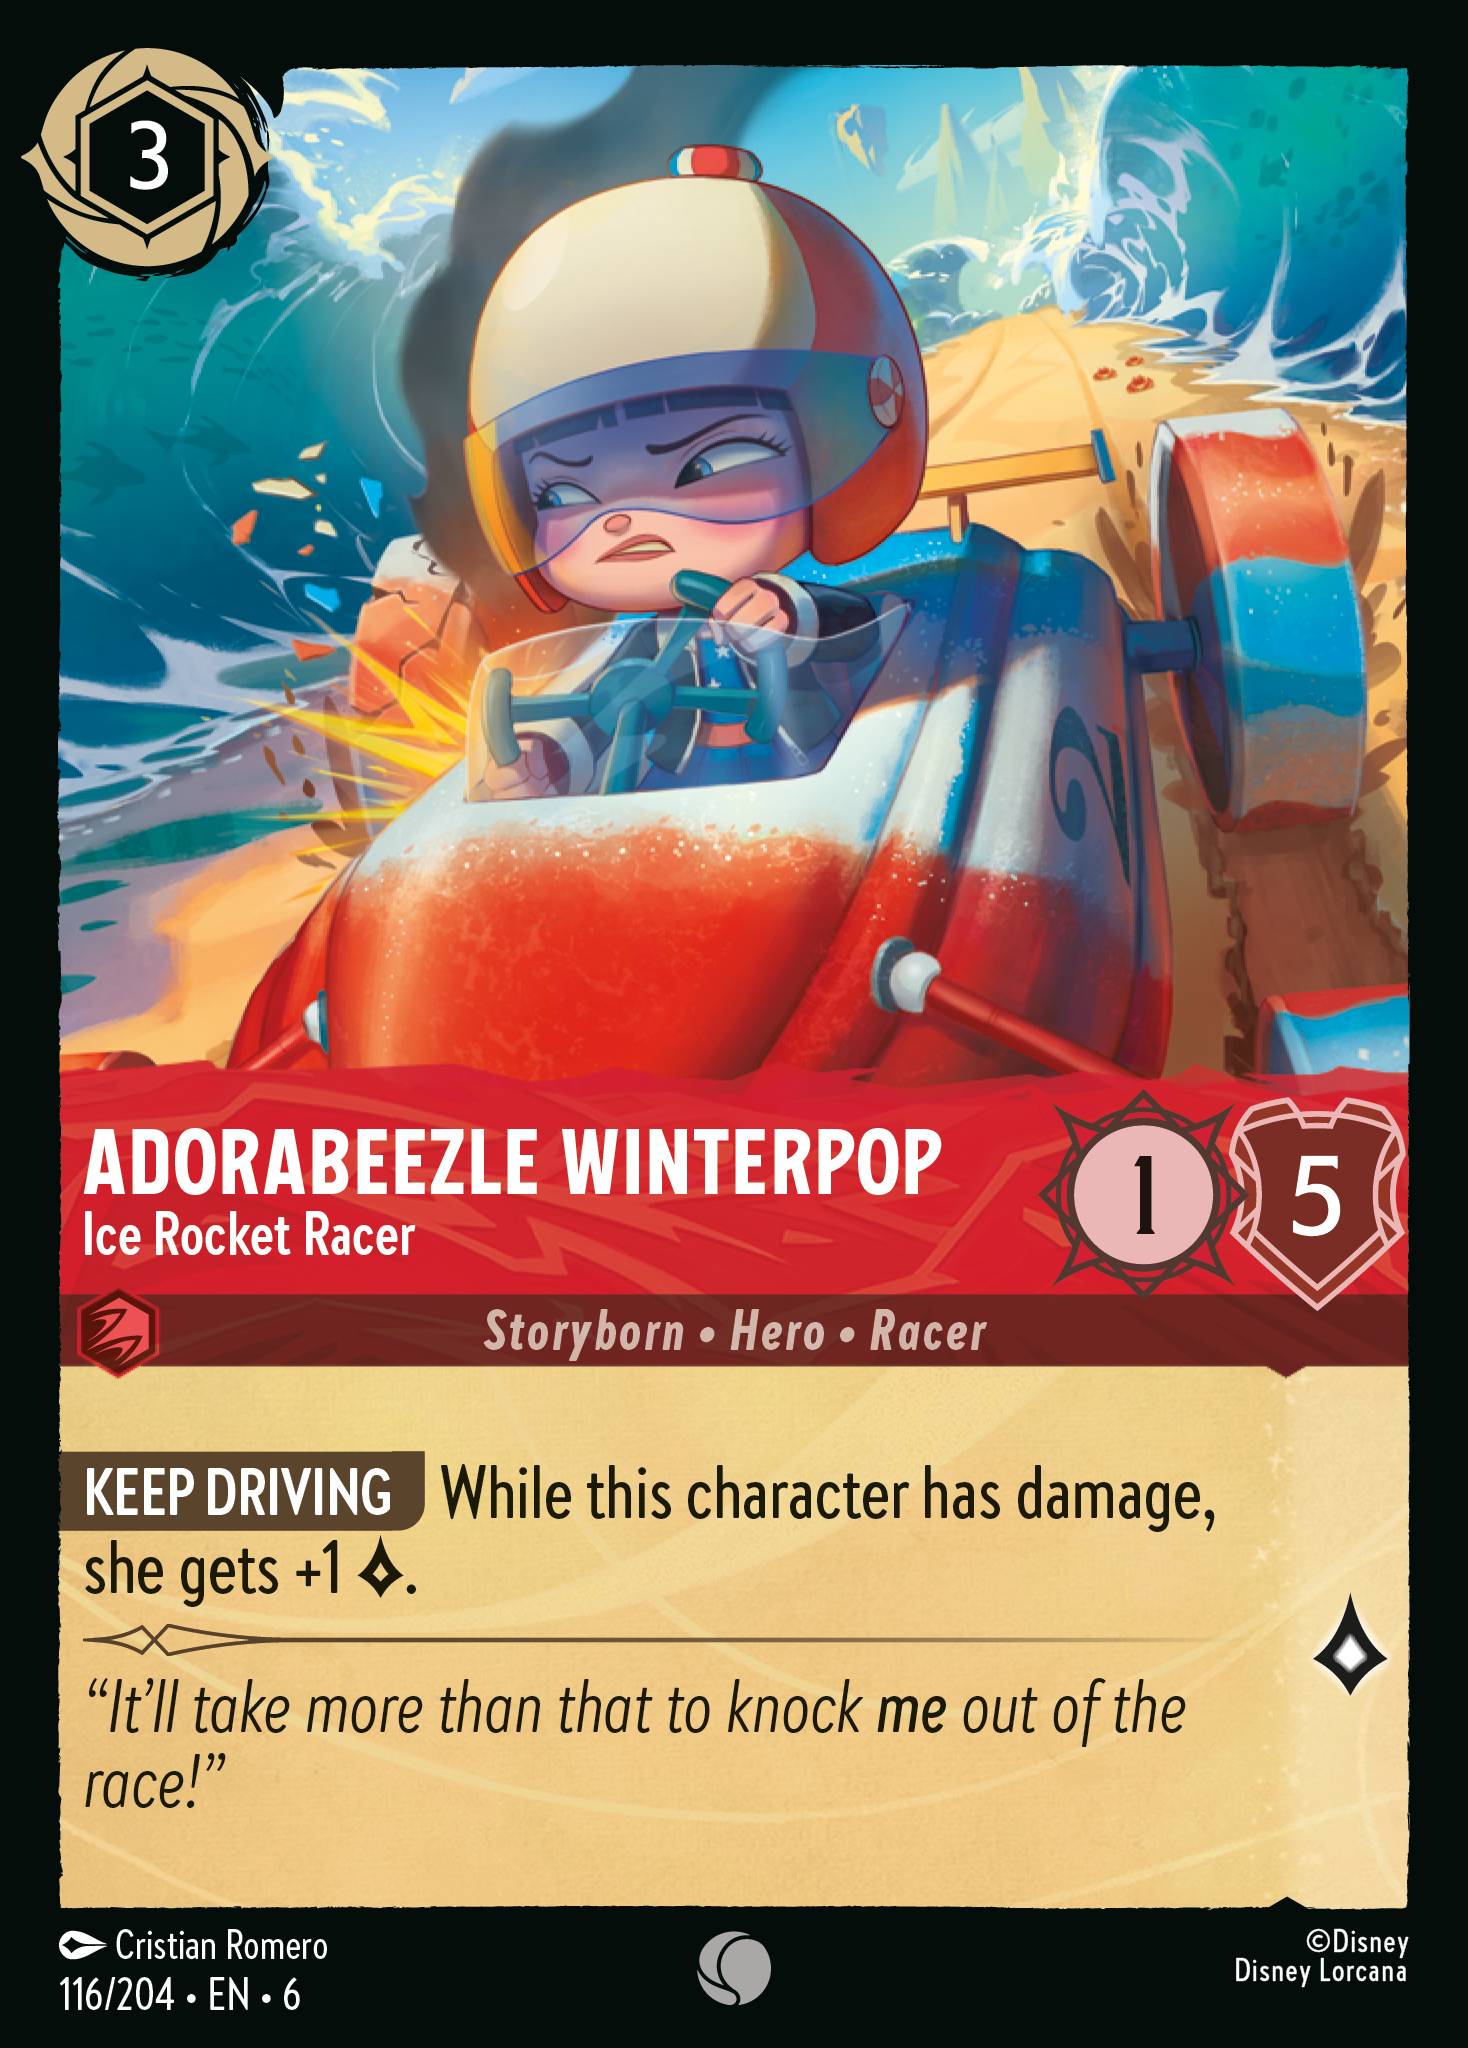 3
2
ADORABEEZLE WINTERPOP
Ice Rocket Racer
1
5
Storyborn • Hero • Racer
KEEP DRIVING While this character has damage,
she gets +1 .
“It’ll take more than that to knock me out of the
race!”
Cristian Romero
116/204 • EN • 6
©Disney
Disney Lorcana